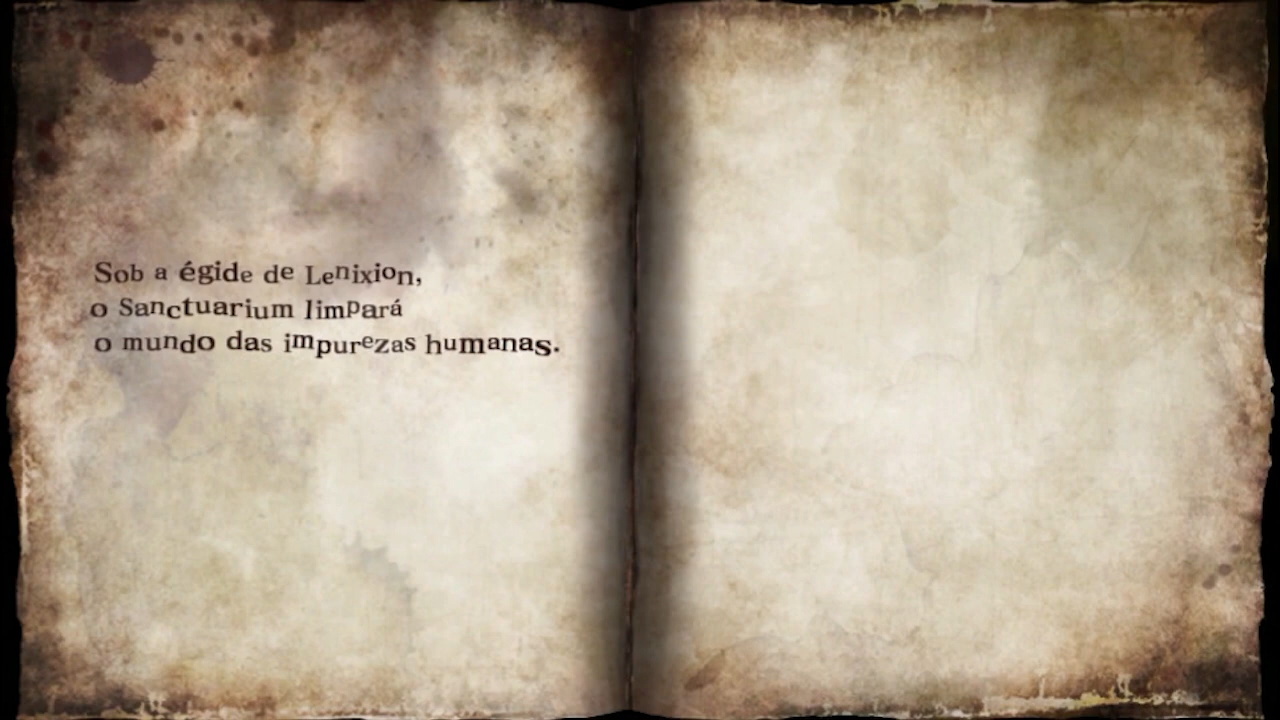 Sob a égide de Lenixion,
o Sanctuarium limpará
o mundo das impurezas humanas.